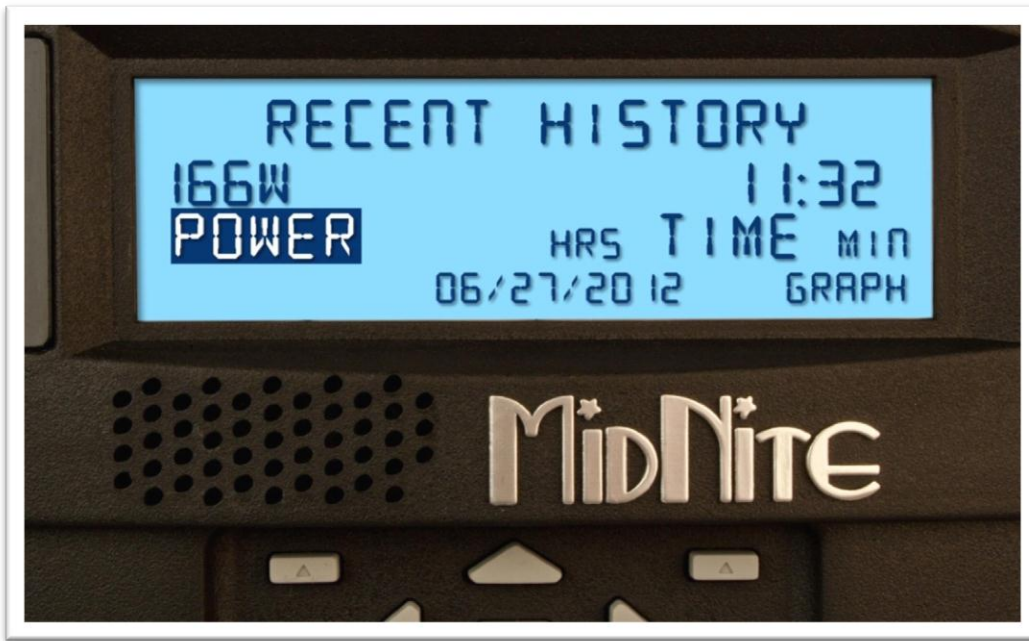 RECENT HISTORY
166W 11:32
POWER HRS TIME MIN
06/27/2012 GRAPH
MIDNITE